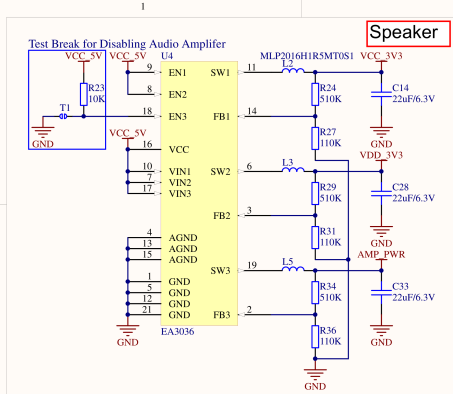 1
Speaker
Test Break for Disabling Audio Amplifer
VCC_5V VCC_5V U4 MLP2016H1R5MT0S1 VCC_3V3
9 EN1 SW1 11 L2
R23 10K
8 EN2
R24 510K
C14 22uF/6.3V
T1
18 EN3 FB1 14
GND
VCC_5V
R27 110K
GND
16 VCC
VDD_3V3
10 VIN1 SW2 6 L3
7 VIN2
17 VIN3
R29 510K
C28 22uF/6.3V
FB2 3
4 AGND
13 AGND
15 AGND
R31 110K
GND
AMP_PWR
SW3 19 L5
1 GND
5 GND
12 GND
21 GND
R34 510K
C33 22uF/6.3V
FB3 2
GND
EA3036
R36 110K
GND
GND